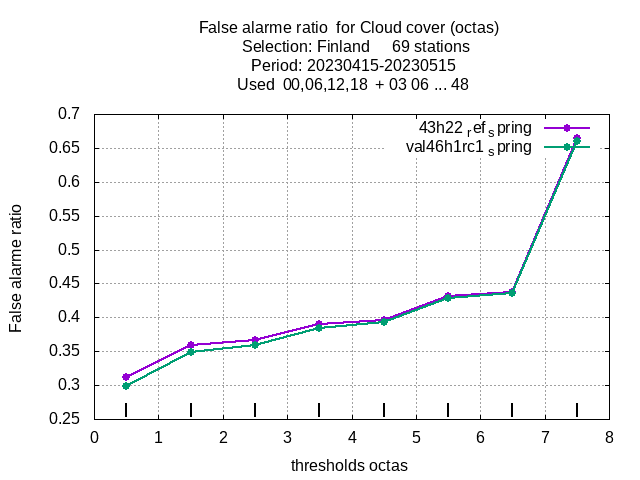 False alarme ratio  for Cloud cover (octas)
Selection: Finland     69 stations
Period: 20230415-20230515
Used  00,06,12,18  + 03 06 ... 48
43h22 ref spring
val46h1rc1 spring
0.7
0.65
0.6
0.55
0.5
0.45
0.4
0.35
0.3
0.25
False alarme ratio
0 1 2 3 4 5 6 7 8
thresholds octas